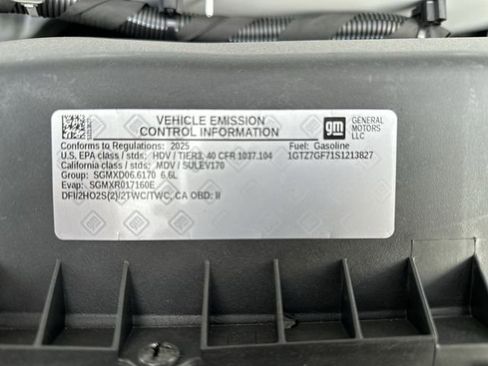 VEHICLE EMISSION
CONTROL INFORMATION
gm GENERAL
MOTORS LLC
Conforms to Regulations: 2025 Fuel: Gasoline
U.S. EPA class / stds: HDV / TIER3, 40 CFR 1037.104 1GTZ7GF71S1213827
California class / stds: MDV / SULEV170
Group: SGMXD06.6170 6.6L
Evap: SGMXR017160E
DFI/2HO2S(2)/2TWC/TWC, CA OBD: II